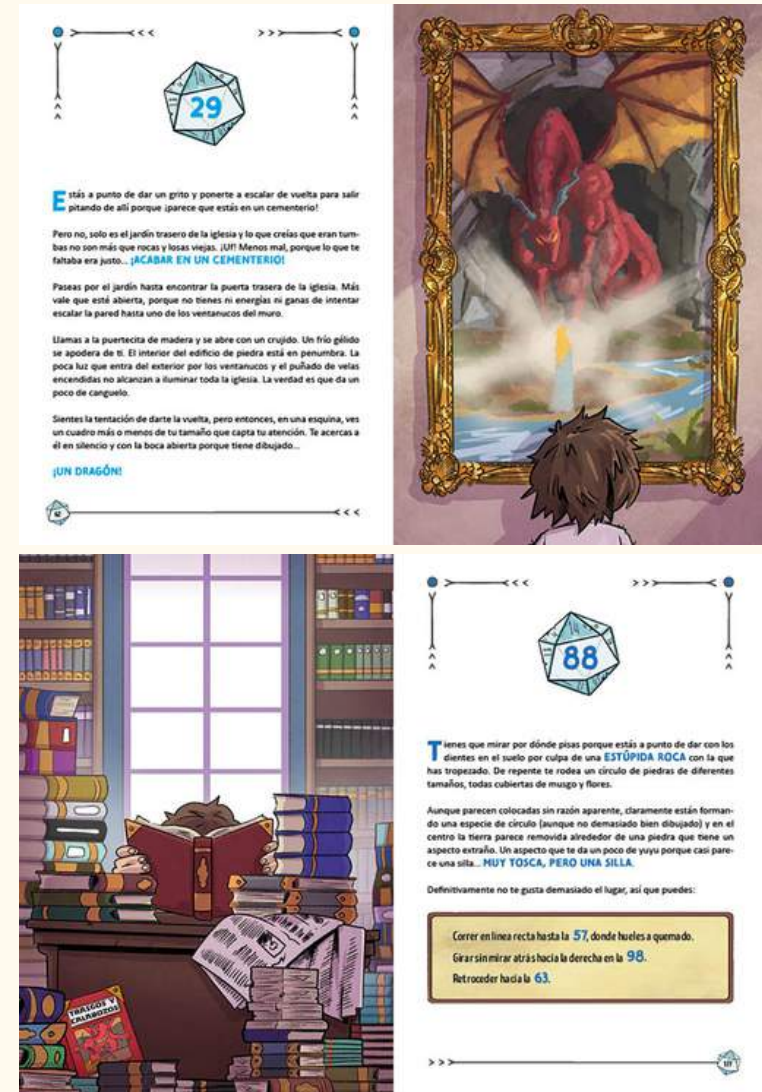 29
Estás a punto de dar un grito y ponerte a escalar de vuelta para salir
pitando de allí porque ¡parece que estás en un cementerio!
Pero no, solo es el jardín trasero de la iglesia y lo que creías que eran tum-
bas no son más que rocas y losas viejas. ¡Uf! Menos mal, porque lo que te
faltaba era justo... ¡ACABAR EN UN CEMENTERIO!
Paseas por el jardín hasta encontrar la puerta trasera de la iglesia. Más
vale que esté abierta, porque no tienes ni energías ni ganas de intentar
escalar la pared hasta uno de los ventanucos del muro.
Llamas a la puertecita de madera y se abre con un crujido. Un frío gélido
se apodera de ti. El interior del edificio de piedra está en penumbra. La
poca luz que entra del exterior por los ventanucos y el puñado de velas
encendidas no alcanzan a iluminar toda la iglesia. La verdad es que da un
poco de canguelo.
Sientes la tentación de darte la vuelta, pero entonces, en una esquina, ves
un cuadro más o menos de tu tamaño que capta tu atención. Te acercas a
él en silencio y con la boca abierta porque tiene dibujado...
¡UN DRAGÓN!
TRASGOS Y
CALABOZOS
88
Tienes que mirar por dónde pisas porque estás a punto de dar con los
dientes en el suelo por culpa de una ESTÚPIDA ROCA con la que
has tropezado. De repente te rodea un círculo de piedras de diferentes
tamaños, todas cubiertas de musgo y flores.
Aunque parecen colocadas sin razón aparente, claramente están forman-
do una especie de círculo (aunque no demasiado bien dibujado) y en el
centro la tierra parece removida alrededor de una piedra que tiene un
aspecto extraño. Un aspecto que te da un poco de yuyu porque casi pare-
ce una silla... MUY TOSCA, PERO UNA SILLA.
Definitivamente no te gusta demasiado el lugar, así que puedes:
Correr en línea recta hasta la 57, donde hueles a quemado.
Girar sin mirar atrás hacia la derecha en la 98.
Retroceder hacia la 63.